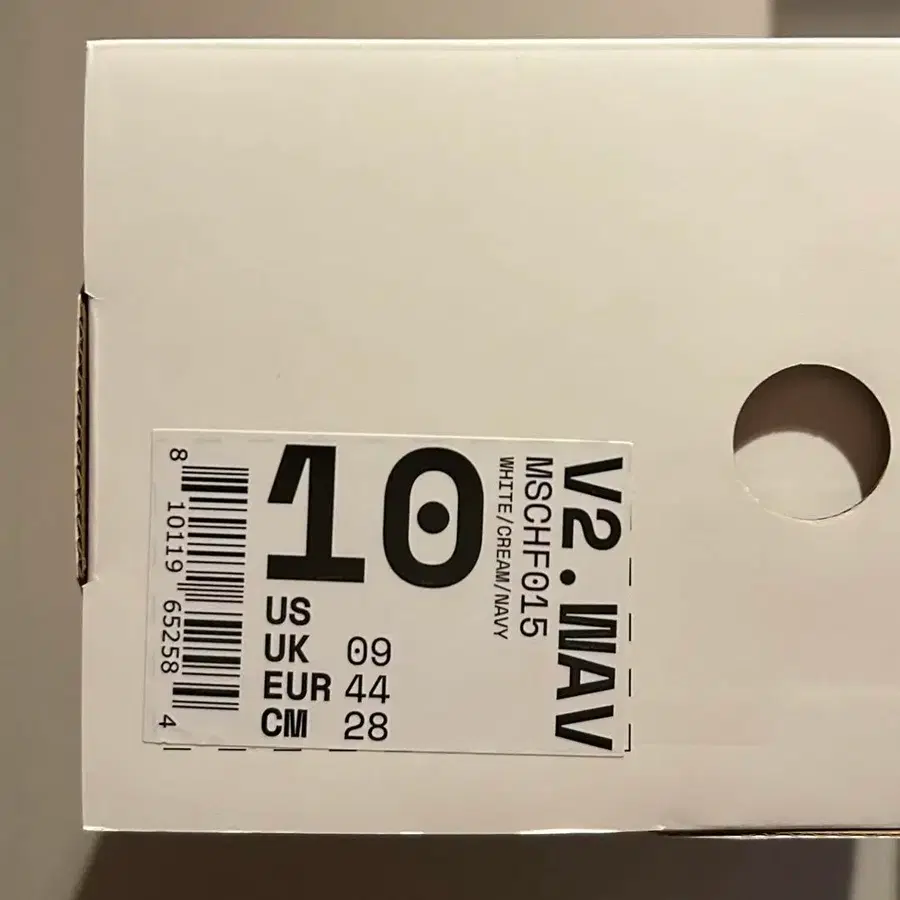 V2.WAV
MSCHF015
WHITE/CREAM/NAVY
10
US
UK 09
EUR 44
CM 28
8 10119 65258 4